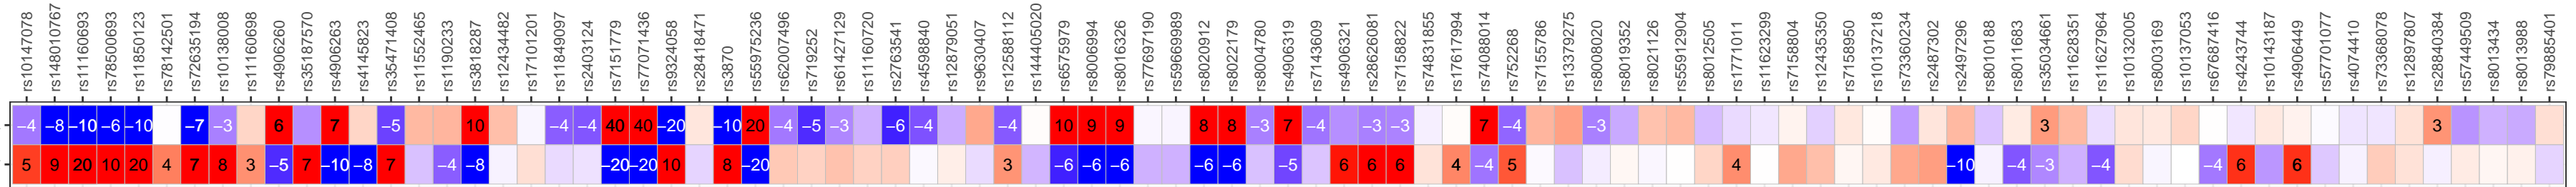 rs10147078 rs148010767 rs11160693 rs78500693 rs11850123 rs78142501 rs72635194 rs10138008 rs11160698 rs4906260 rs35187570 rs4906263 rs4145823 rs35471408 rs11552465 rs1190233 rs3818287 rs12434482 rs17101201 rs11849097 rs2403124 rs7151779 rs77071436 rs9324058 rs28418471 rs3870 rs55975236 rs62007496 rs719252 rs61427129 rs11160720 rs2763541 rs4598840 rs12879051 rs9630407 rs12588112 rs144405020 rs6575979 rs8006994 rs8016326 rs77697190 rs59699989 rs8020912 rs8022179 rs8004780 rs4906319 rs7143609 rs4906321 rs28626081 rs7158822 rs74831855 rs17617994 rs74088014 rs752268 rs7155786 rs13379275 rs8008020 rs8019352 rs8021126 rs55912904 rs8012505 rs1771011 rs11623299 rs7158804 rs12435350 rs7158950 rs10137218 rs73360234 rs2487302 rs2497296 rs8010188 rs8011683 rs35034661 rs11628351 rs11627964 rs10132005 rs8003169 rs10137053 rs67687416 rs4243744 rs10143187 rs4906449 rs57701077 rs4074410 rs73368078 rs12897807 rs28840384 rs57449509 rs8013434 rs8013988 rs79885401
−4 −8 −10 −6 −10 −7 −3 6 7 −5 10 −4 −4 40 40 −20 −10 20 −4 −5 −3 −6 −4 −4 10 9 9 8 8 −3 7 −4 −3 −3 7 −4 −3 3 3
5 9 20 10 20 4 7 8 3 −5 7 −10 −8 7 −4 −8 −20 −20 10 8 −20 3 −6 −6 −6 −6 −6 −5 6 6 6 4 −4 5 4 −10 −4 −3 −4 −4 6 6